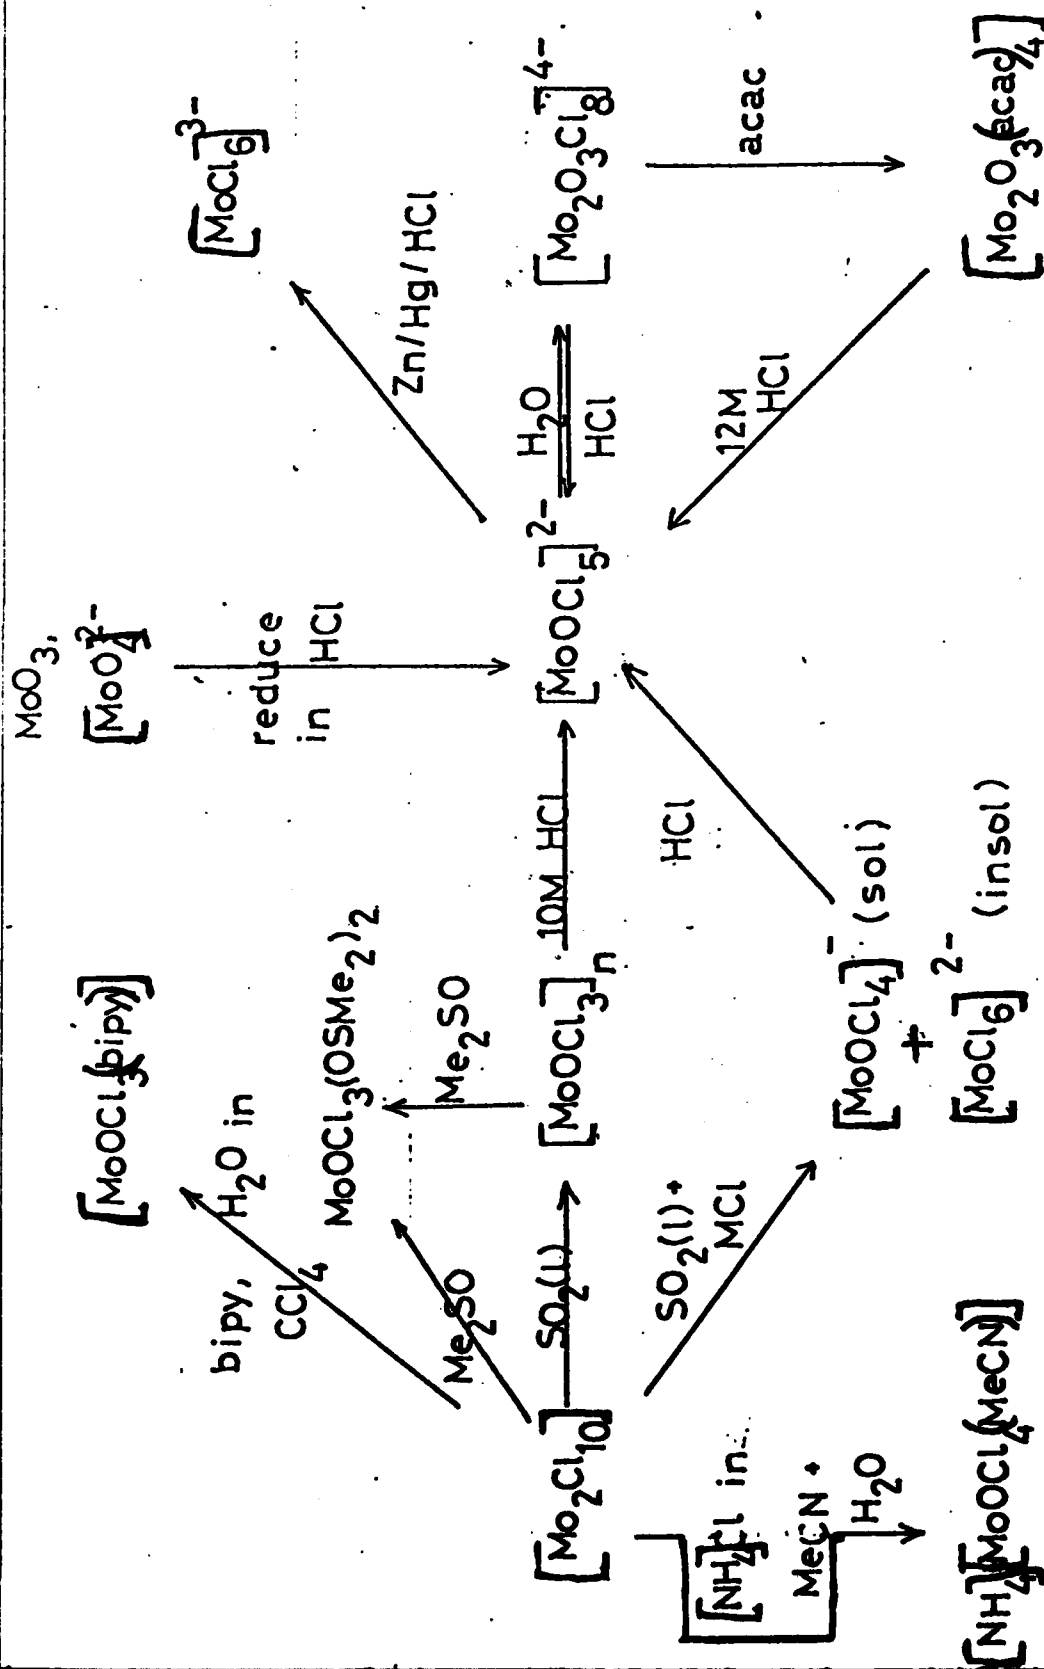 MoO3,
[MoO4]2-
reduce
in HCl
[MoOCl3(bipy)]
bipy, H2O in
CCl4
MoOCl3(OSMe2)2
Me2SO
Me2SO
[MoCl6]3-
Zn/Hg/HCl
[Mo2Cl10]
SO2(l)
[MoOCl3]n
10M HCl
[MoOCl5]2-
H2O
HCl
[Mo2O3Cl8]4-
[NH4]Cl in
MeCN +
H2O
SO2(l)+
MCl
HCl
12M
HCl
acac
[MoOCl4]- (sol)
+
[MoCl6]2- (insol)
[NH4][MoOCl4(MeCN)]
[Mo2O3(acac)4]